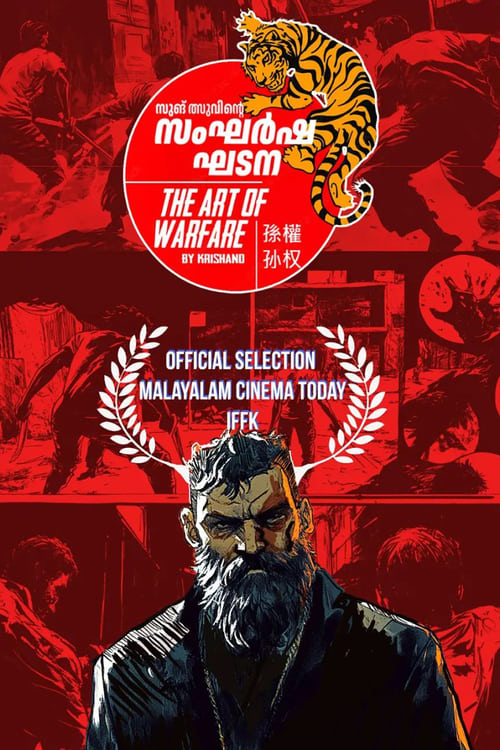 സുങ് ത്സുവിന്റെ
സംഘർഷ
ഘടന
THE ART OF
WARFARE
BY KRISHAND
孫權
孙权
OFFICIAL SELECTION
MALAYALAM CINEMA TODAY
IFFK